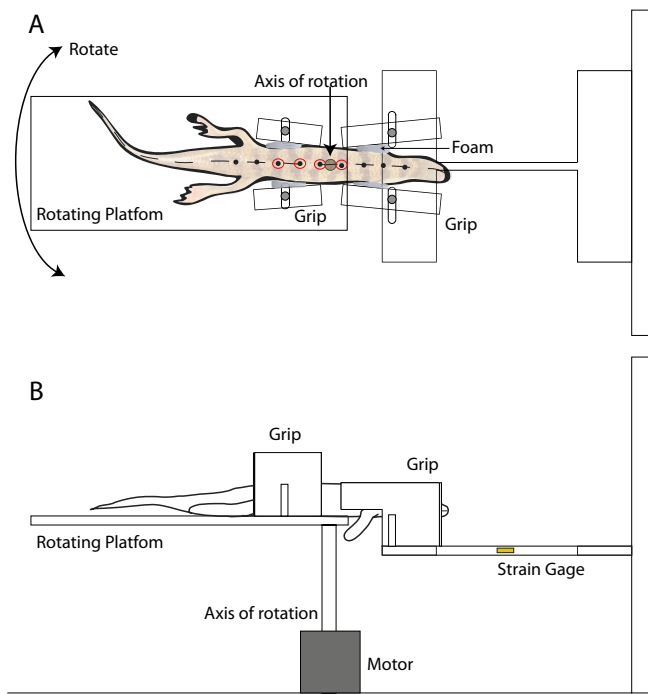 A
Rotate
Axis of rotation
Foam
Rotating Platfom
Grip
Grip
B
Grip
Grip
Rotating Platfom
Strain Gage
Axis of rotation
Motor